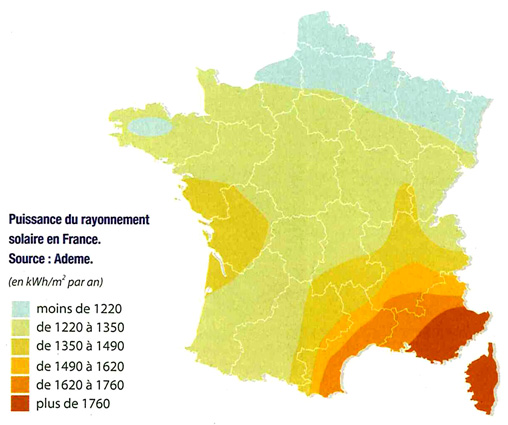 Puissance du rayonnement
solaire en France.
Source : Ademe.
(en kWh/m² par an)
moins de 1220
de 1220 à 1350
de 1350 à 1490
de 1490 à 1620
de 1620 à 1760
plus de 1760